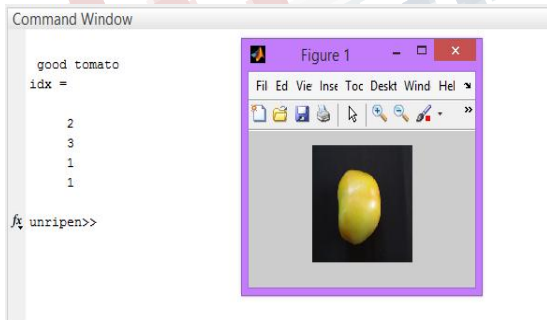 Command Window
good tomato
idx =
2
3
1
1
fx unripen>>
Figure 1
Fil Ed Vie Inse Toc Deskt Wind Hel